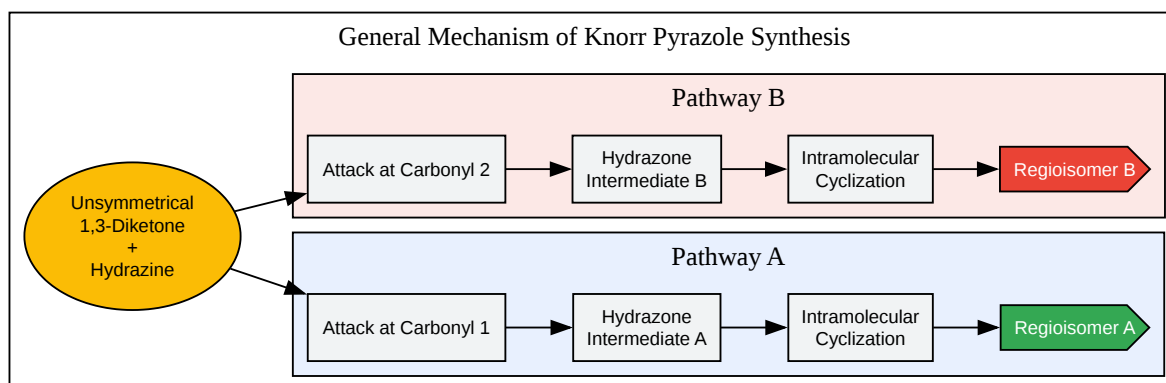 General Mechanism of Knorr Pyrazole Synthesis
Unsymmetrical
1,3-Diketone
+
Hydrazine
Pathway B
Attack at Carbonyl 2
Hydrazone
Intermediate B
Intramolecular
Cyclization
Regioisomer B
Pathway A
Attack at Carbonyl 1
Hydrazone
Intermediate A
Intramolecular
Cyclization
Regioisomer A